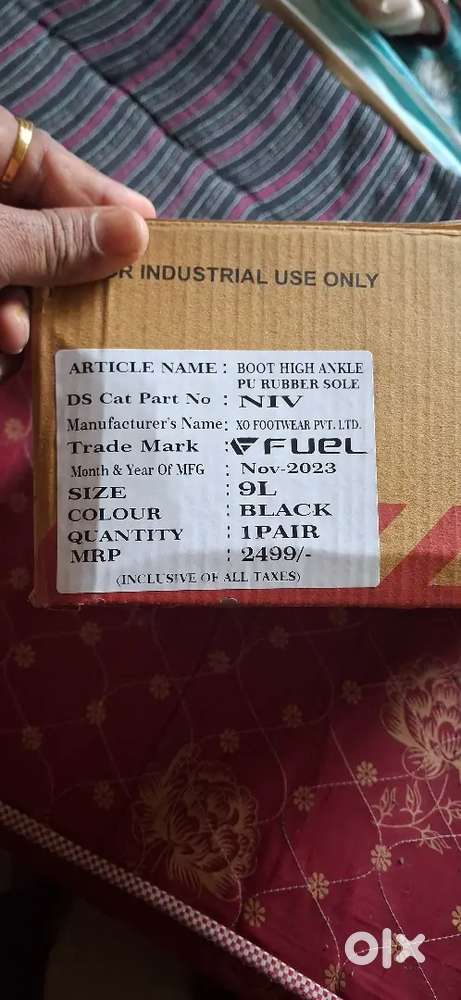 OR INDUSTRIAL USE ONLY
ARTICLE NAME : BOOT HIGH ANKLE
PU RUBBER SOLE
DS Cat Part No : NIV
Manufacturer's Name: XO FOOTWEAR PVT. LTD.
Trade Mark : FUEL
Month & Year Of MFG : Nov-2023
SIZE : 9L
COLOUR : BLACK
QUANTITY : 1PAIR
MRP : 2499/-
(INCLUSIVE OF ALL TAXES)
olx